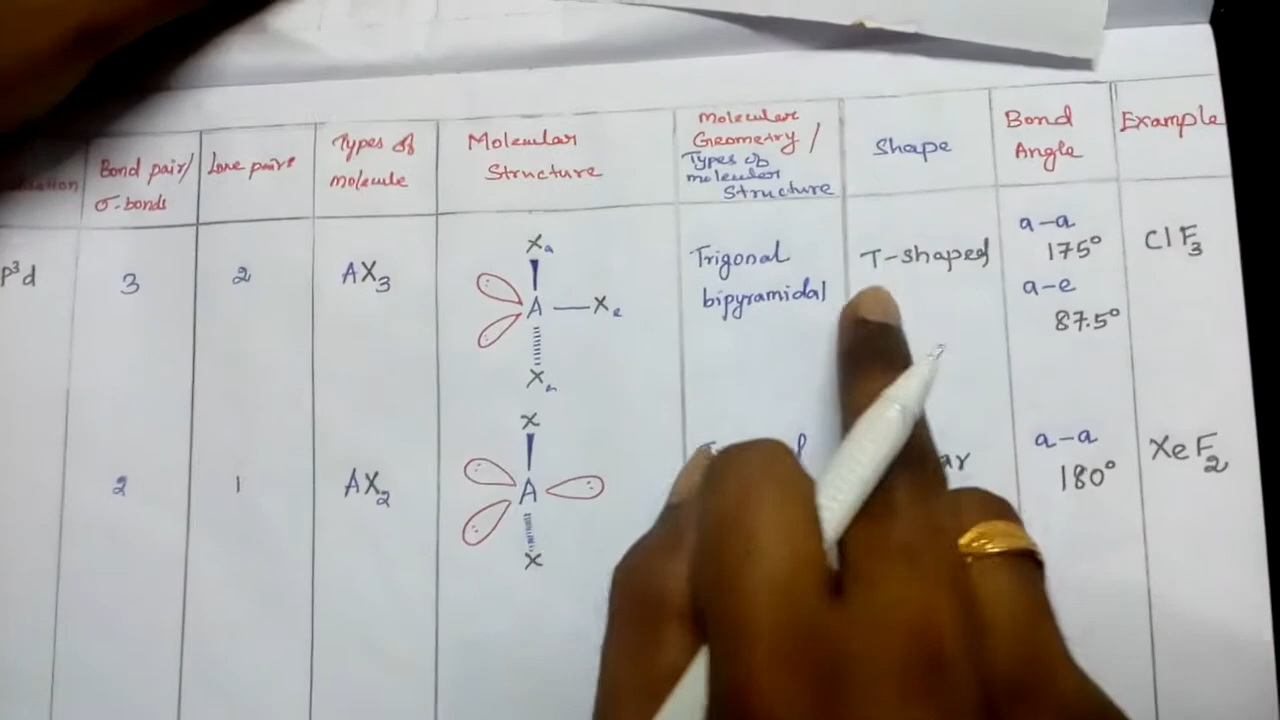 Bond pair/
σ-bonds
Lone pairs
Types of
molecule
Molecular
Structure
Molecular
Geometry /
Types of
molecular
Structure
Shape
Bond
Angle
Example
p³d
3
2
AX₃
Xₐ
A — Xₑ
Xₐ
Trigonal
bipyramidal
T-shaped
a-a
175°
a-e
87.5°
ClF₃
2
1
AX₂
X
A
X
a-a
180°
XeF₂